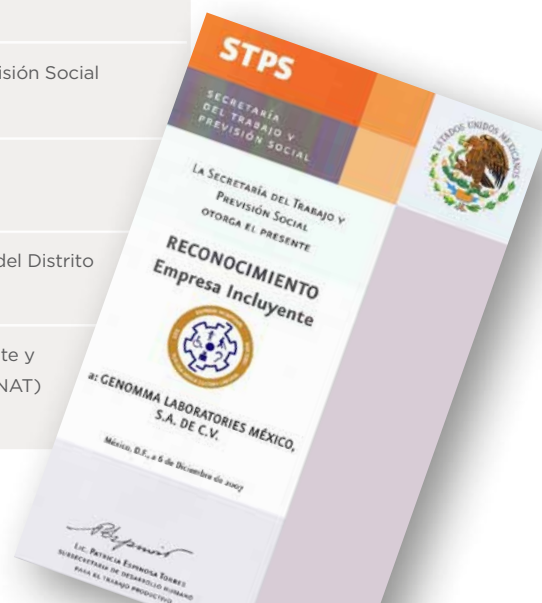 isión Social
del Distrito
te y
NAT)
STPS
SECRETARÍA
DEL TRABAJO Y
PREVISIÓN SOCIAL
ESTADOS UNIDOS MEXICANOS
LA SECRETARÍA DEL TRABAJO Y
PREVISIÓN SOCIAL
OTORGA EL PRESENTE
RECONOCIMIENTO
Empresa Incluyente
a: GENOMMA LABORATORIES MÉXICO,
S.A. DE C.V.
México, D.F., a 6 de Diciembre de 2007
LIC. PATRICIA ESPINOSA TORRES
SUBSECRETARIA DE DESARROLLO HUMANO
PARA EL TRABAJO PRODUCTIVO